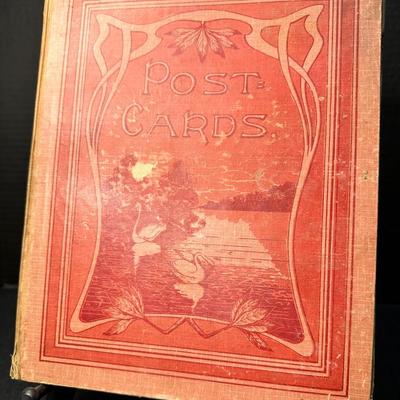 POST=
CARDS.